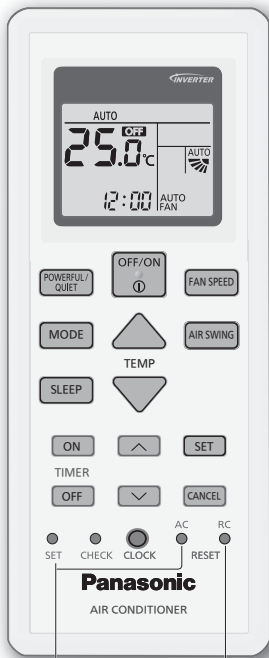 INVERTER
AUTO
OFF
25.0°C
AUTO
12:00
AUTO
FAN
OFF/ON
POWERFUL/
QUIET
FAN SPEED
MODE
AIR SWING
TEMP
SLEEP
ON
SET
TIMER
OFF
CANCEL
AC RC
SET CHECK CLOCK RESET
Panasonic
AIR CONDITIONER